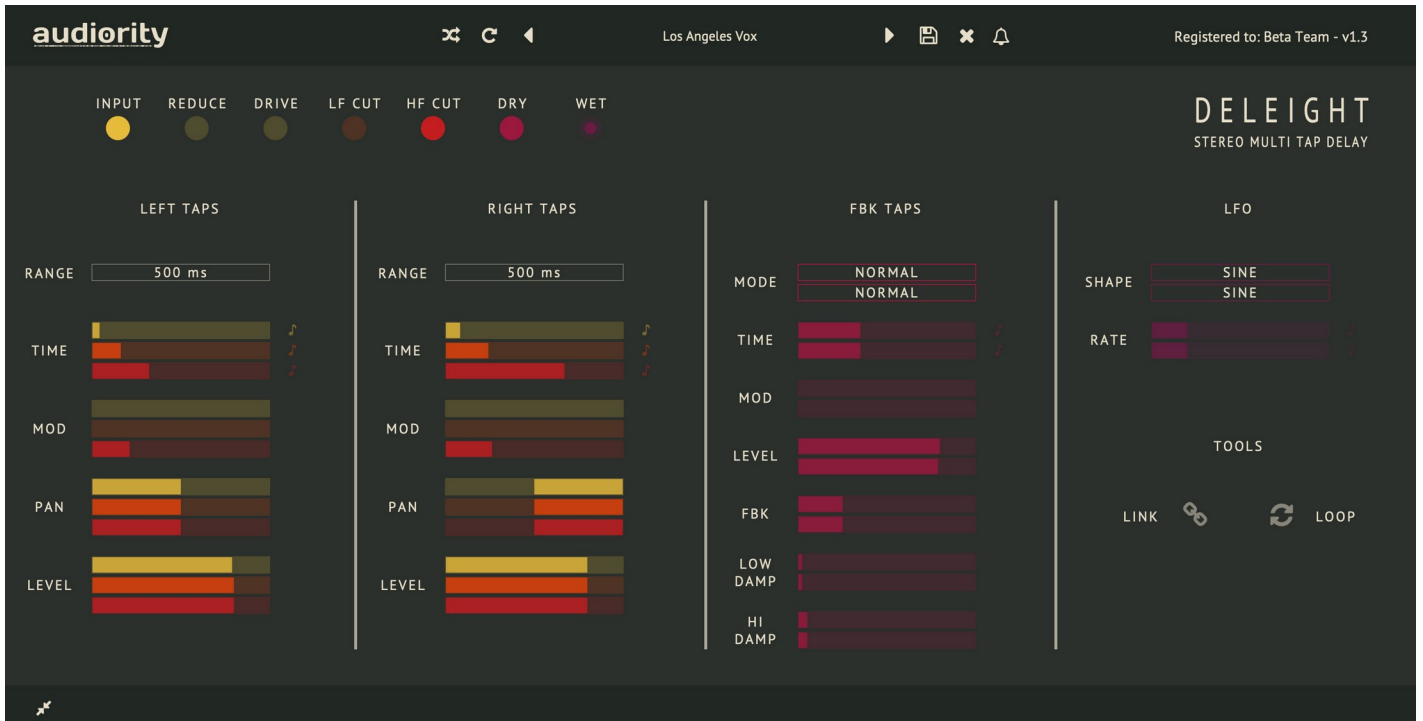 audiority
Los Angeles Vox
Registered to: Beta Team - v1.3
INPUT REDUCE DRIVE LF CUT HF CUT DRY WET
DELEIGHT
STEREO MULTI TAP DELAY
LEFT TAPS
RANGE 500 ms
TIME
MOD
PAN
LEVEL
RIGHT TAPS
RANGE 500 ms
TIME
MOD
PAN
LEVEL
FBK TAPS
MODE NORMAL
NORMAL
TIME
MOD
LEVEL
FBK
LOW
DAMP
HI
DAMP
LFO
SHAPE SINE
SINE
RATE
TOOLS
LINK LOOP